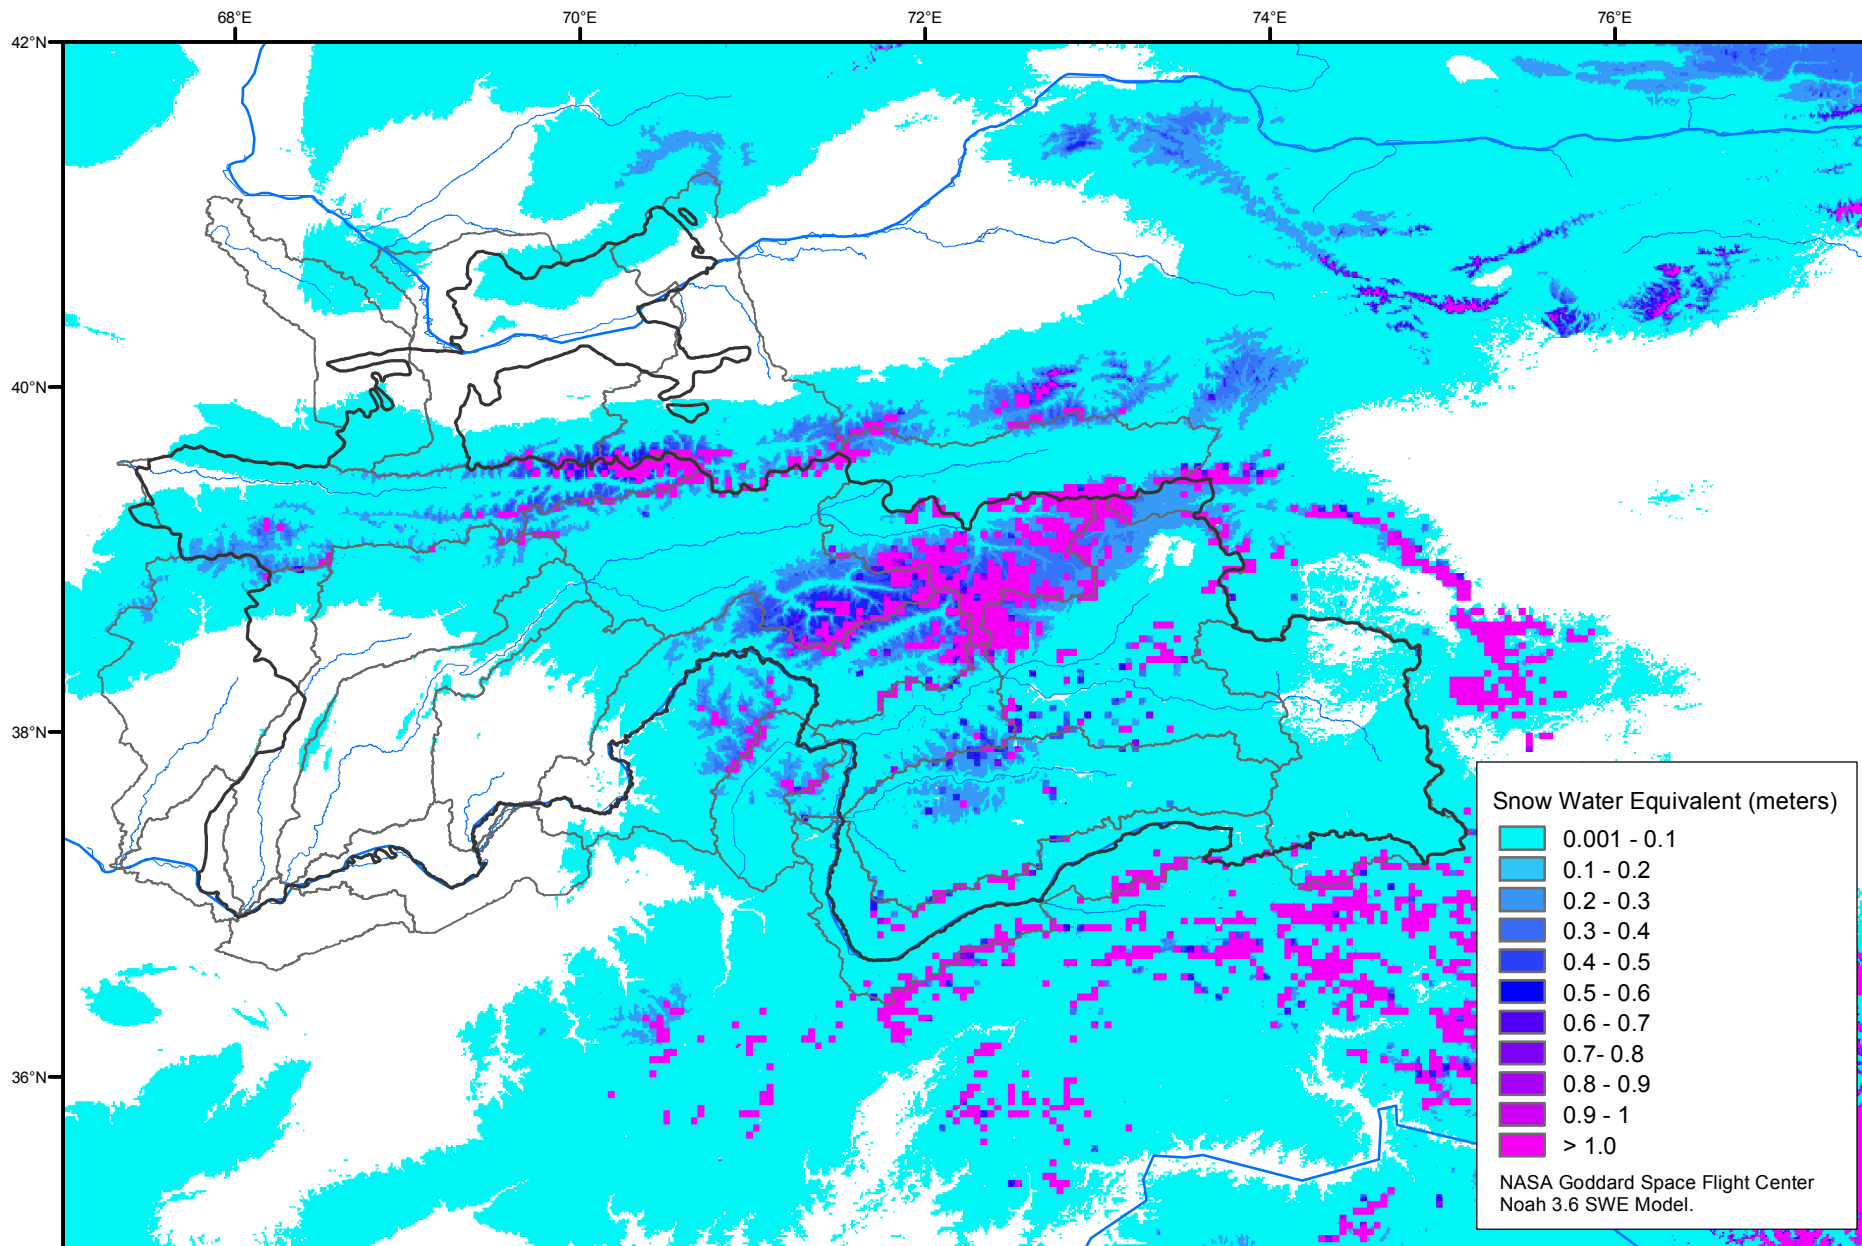 68°E 70°E 72°E 74°E 76°E
42°N
40°N
38°N
36°N
Snow Water Equivalent (meters)
0.001 - 0.1
0.1 - 0.2
0.2 - 0.3
0.3 - 0.4
0.4 - 0.5
0.5 - 0.6
0.6 - 0.7
0.7- 0.8
0.8 - 0.9
0.9 - 1
> 1.0
NASA Goddard Space Flight Center
Noah 3.6 SWE Model.